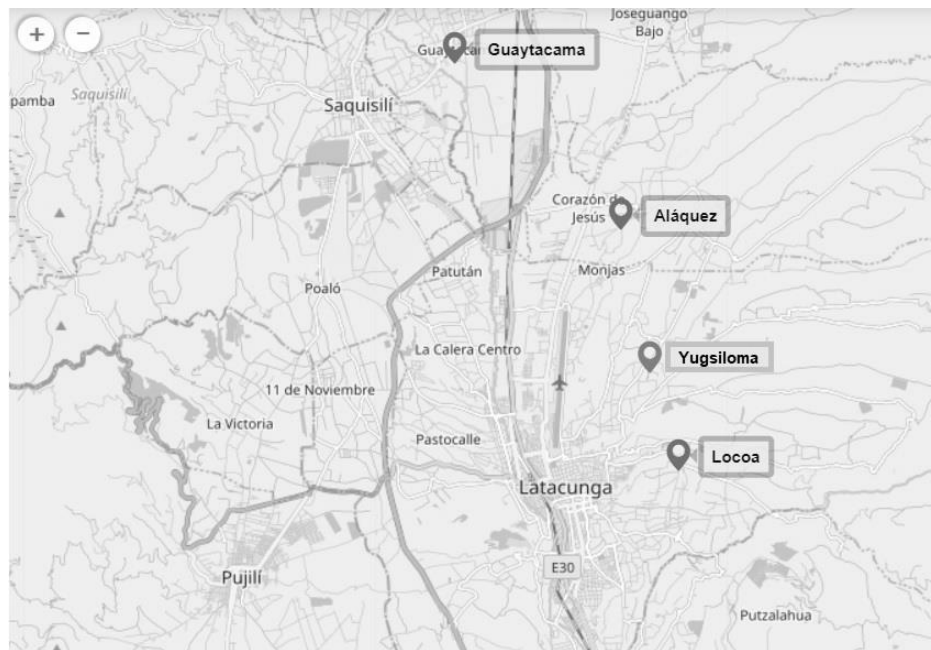 + −
Joseguango
Bajo
Guaytacama
Saquisilí
pamba
Saquisilí
Corazón de
Jesús
Aláquez
Patután
Monjas
Poaló
La Calera Centro
Yugsiloma
11 de Noviembre
La Victoria
Pastocalle
Locoa
Latacunga
E30
Pujilí
Putzalahua